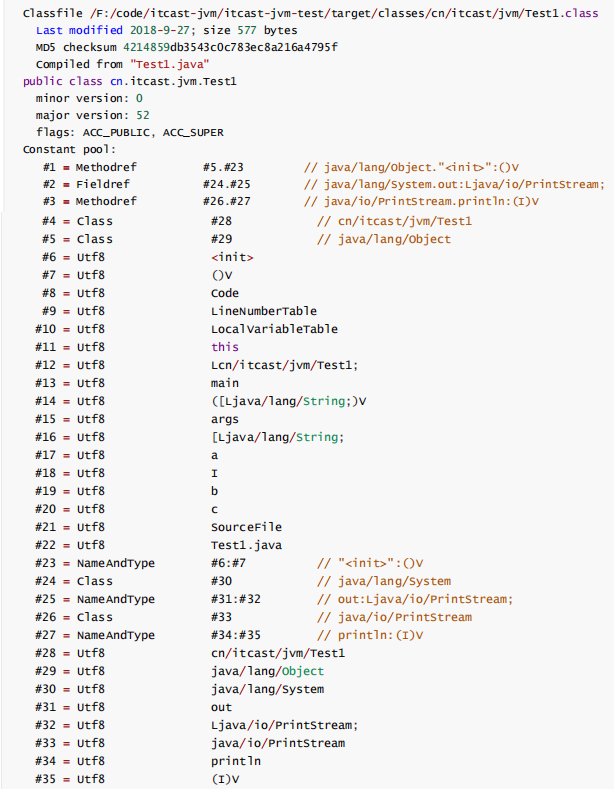 Classfile /F:/code/itcast-jvm/itcast-jvm-test/target/classes/cn/itcast/jvm/Test1.class
Last modified 2018-9-27; size 577 bytes
MD5 checksum 4214859db3543c0c783ec8a216a4795f
Compiled from "Test1.java"
public class cn.itcast.jvm.Test1
minor version: 0
major version: 52
flags: ACC_PUBLIC, ACC_SUPER
Constant pool:
#1 = Methodref #5.#23 // java/lang/Object."<init>":()V
#2 = Fieldref #24.#25 // java/lang/System.out:Ljava/io/PrintStream;
#3 = Methodref #26.#27 // java/io/PrintStream.println:(I)V
#4 = Class #28 // cn/itcast/jvm/Test1
#5 = Class #29 // java/lang/Object
#6 = Utf8 <init>
#7 = Utf8 ()V
#8 = Utf8 Code
#9 = Utf8 LineNumberTable
#10 = Utf8 LocalVariableTable
#11 = Utf8 this
#12 = Utf8 Lcn/itcast/jvm/Test1;
#13 = Utf8 main
#14 = Utf8 ([Ljava/lang/String;)V
#15 = Utf8 args
#16 = Utf8 [Ljava/lang/String;
#17 = Utf8 a
#18 = Utf8 I
#19 = Utf8 b
#20 = Utf8 c
#21 = Utf8 SourceFile
#22 = Utf8 Test1.java
#23 = NameAndType #6:#7 // "<init>":()V
#24 = Class #30 // java/lang/System
#25 = NameAndType #31:#32 // out:Ljava/io/PrintStream;
#26 = Class #33 // java/io/PrintStream
#27 = NameAndType #34:#35 // println:(I)V
#28 = Utf8 cn/itcast/jvm/Test1
#29 = Utf8 java/lang/Object
#30 = Utf8 java/lang/System
#31 = Utf8 out
#32 = Utf8 Ljava/io/PrintStream;
#33 = Utf8 java/io/PrintStream
#34 = Utf8 println
#35 = Utf8 (I)V